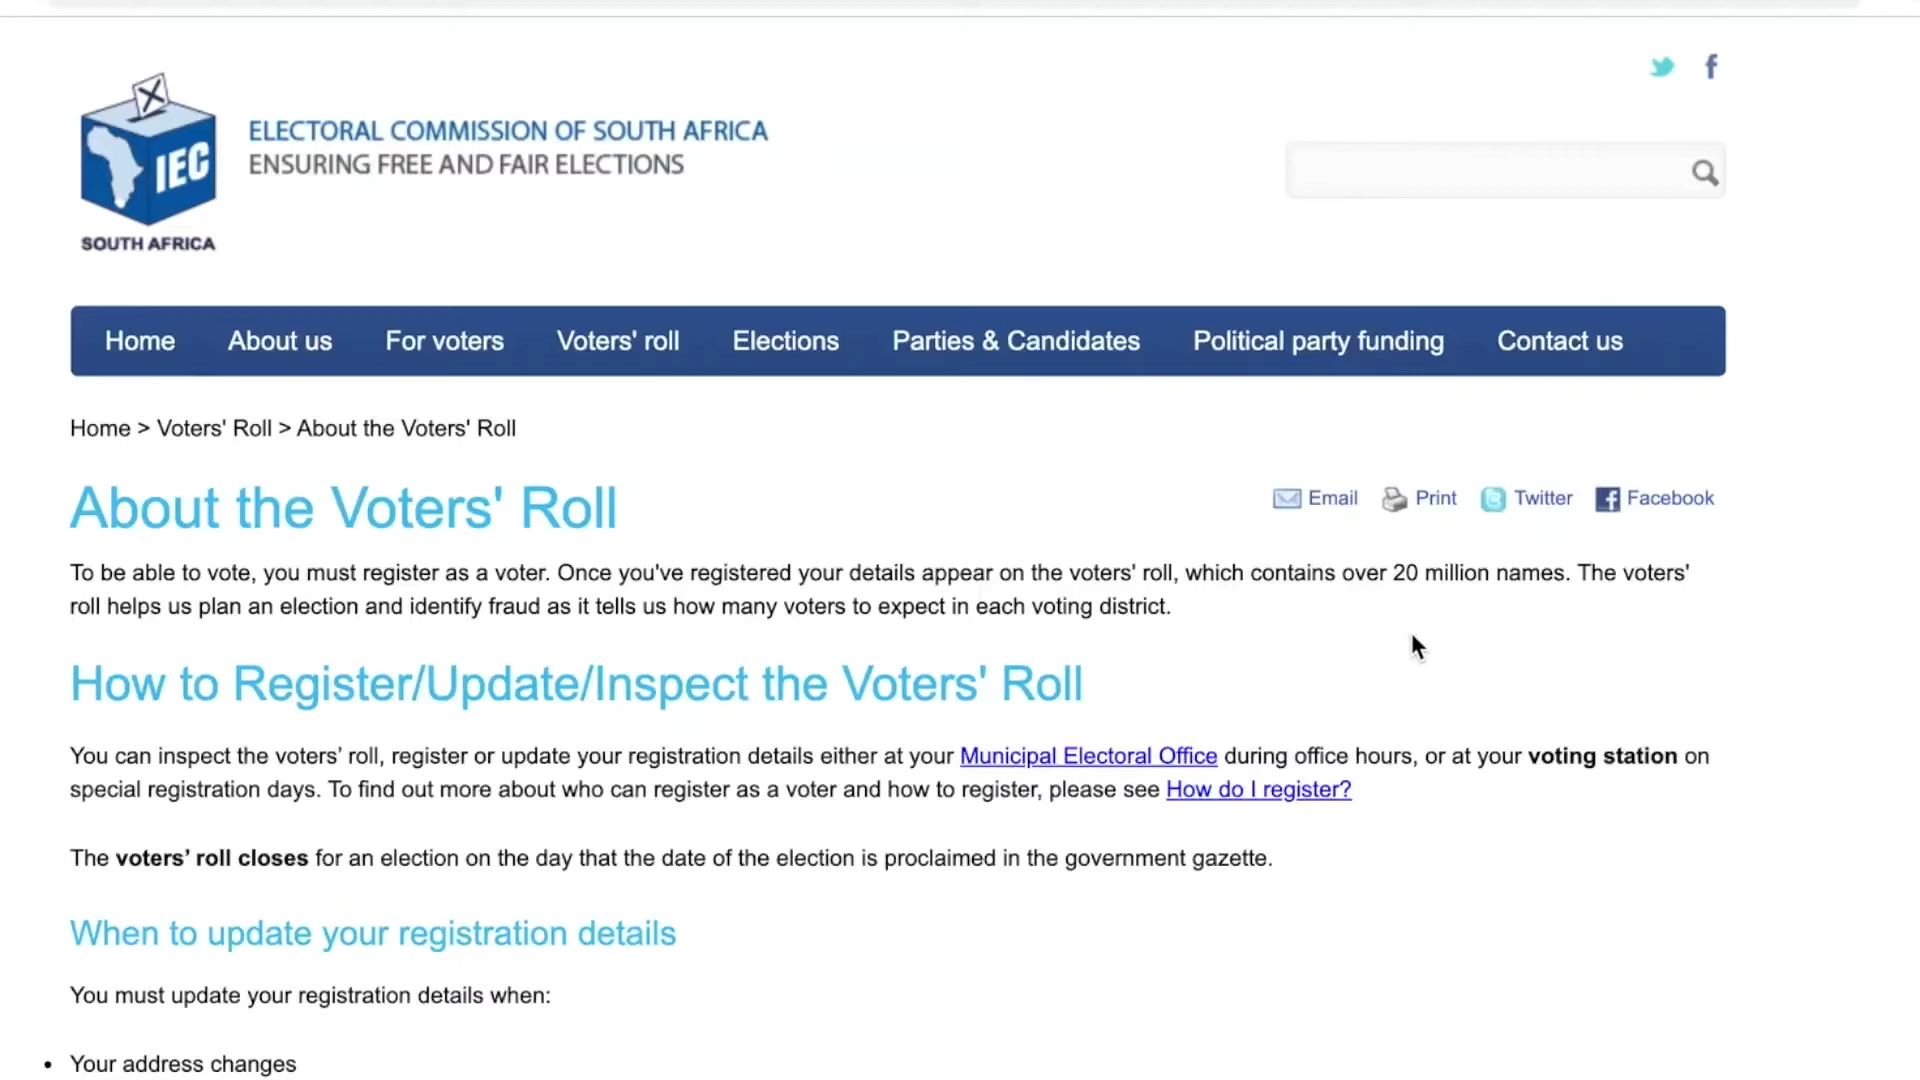 IEC
SOUTH AFRICA
ELECTORAL COMMISSION OF SOUTH AFRICA
ENSURING FREE AND FAIR ELECTIONS
Home About us For voters Voters' roll Elections Parties & Candidates Political party funding Contact us
Home > Voters' Roll > About the Voters' Roll
About the Voters' Roll
Email Print Twitter Facebook
To be able to vote, you must register as a voter. Once you've registered your details appear on the voters' roll, which contains over 20 million names. The voters'
roll helps us plan an election and identify fraud as it tells us how many voters to expect in each voting district.
How to Register/Update/Inspect the Voters' Roll
You can inspect the voters’ roll, register or update your registration details either at your Municipal Electoral Office during office hours, or at your voting station on
special registration days. To find out more about who can register as a voter and how to register, please see How do I register?
The voters’ roll closes for an election on the day that the date of the election is proclaimed in the government gazette.
When to update your registration details
You must update your registration details when:
• Your address changes